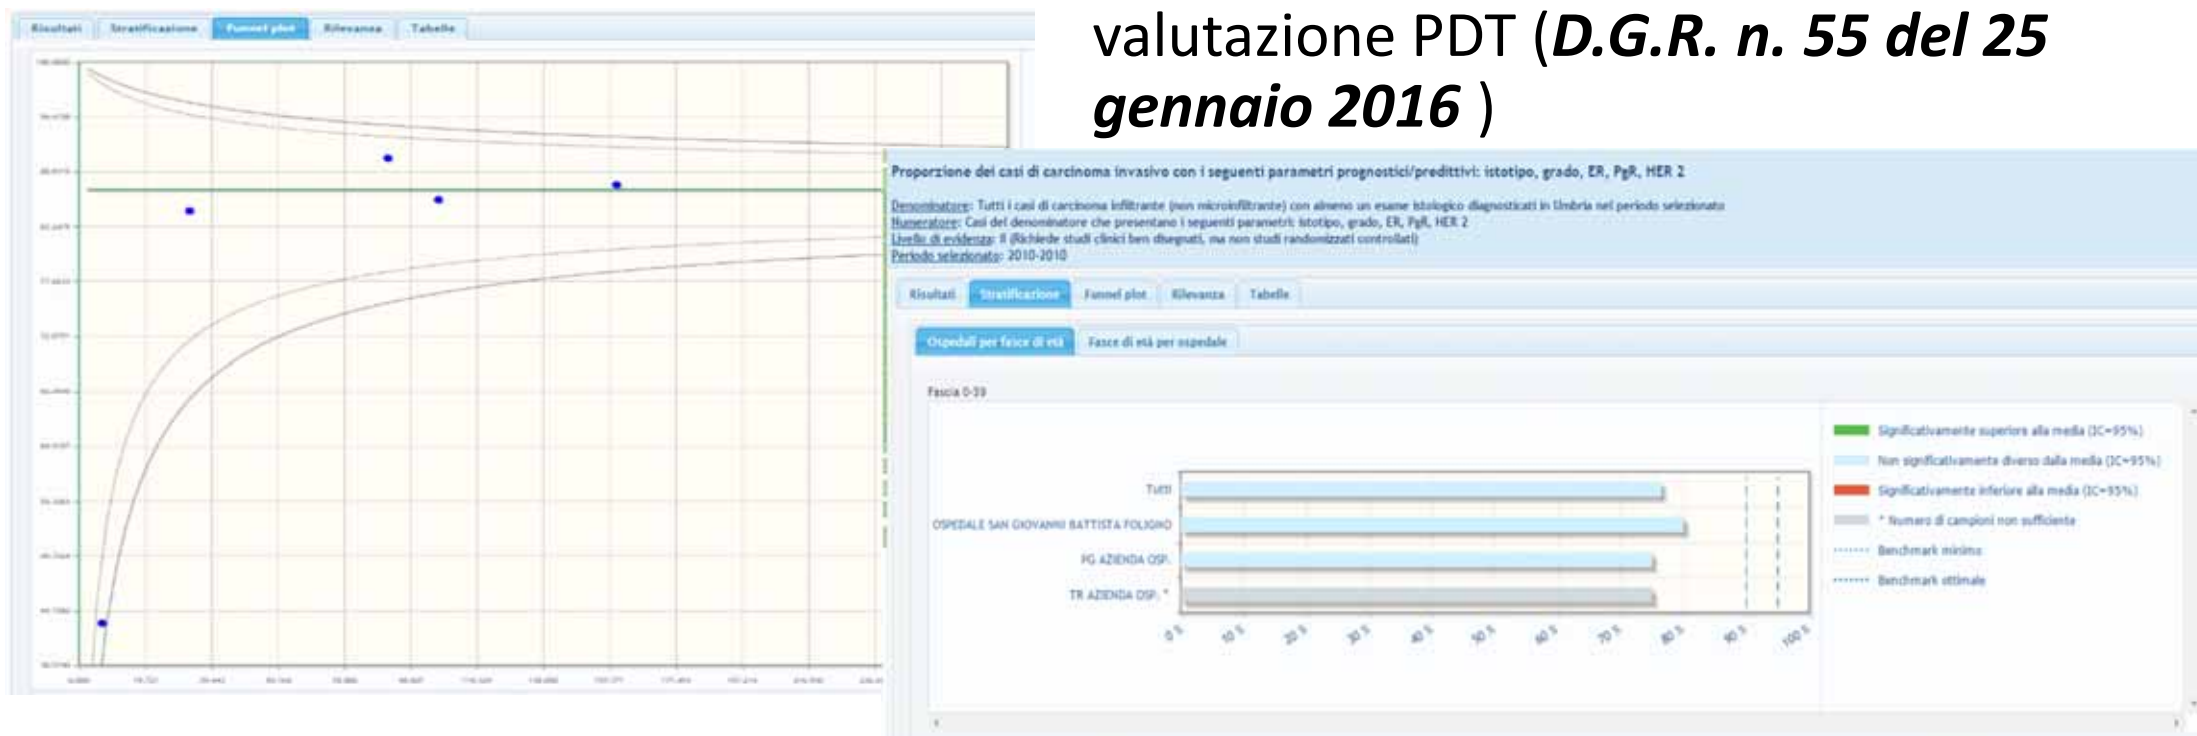 valutazione PDT (D.G.R. n. 55 del 25
gennaio 2016 )
Risultati Stratificazione Funnel plot Rilevanza Tabelle
Proporzione dei casi di carcinoma invasivo con i seguenti parametri prognostici/predittivi: istotipo, grado, ER, PgR, HER 2
Denominatore: Tutti i casi di carcinoma infiltrante (non microinfiltrante) con almeno un esame istologico diagnosticati in Umbria nel periodo selezionato
Numeratore: Casi del denominatore che presentano i seguenti parametri: istotipo, grado, ER, PgR, HER 2
Livello di evidenza: II (Richiede studi clinici ben disegnati, ma non studi randomizzati controllati)
Periodo selezionato: 2010-2010
Risultati Stratificazione Funnel plot Rilevanza Tabelle
Ospedali per fasce di età Fasce di età per ospedale
Fascia 0-39
Tutti
OSPEDALE SAN GIOVANNI BATTISTA FOLIGNO
PG AZIENDA OSP.
TR AZIENDA OSP. *
0 % 10 % 20 % 30 % 40 % 50 % 60 % 70 % 80 % 90 % 100 %
Significativamente superiore alla media (IC=95%)
Non significativamente diverso dalla media (IC=95%)
Significativamente inferiore alla media (IC=95%)
* Numero di campioni non sufficiente
Benchmark minimo
Benchmark ottimale